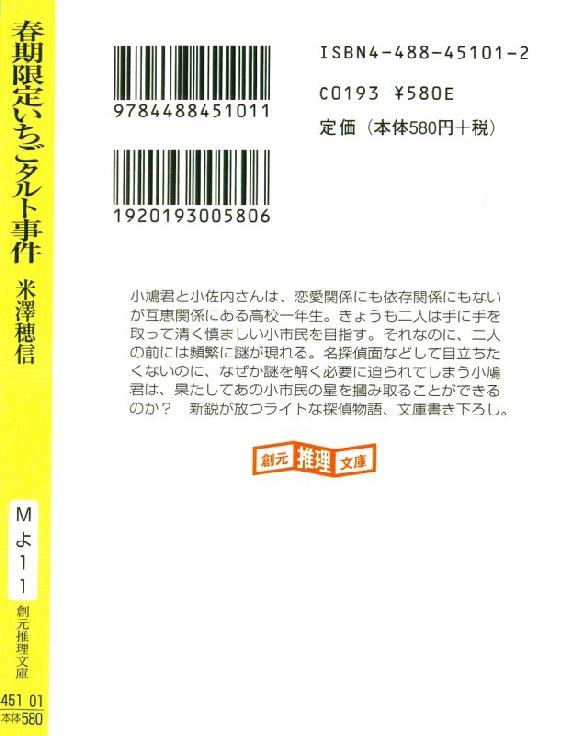 春期限定いちごタルト事件
米澤穂信
Mよ11
創元推理文庫
451 01
本体580
9784488451011
1920193005806
ISBN4-488-45101-2
C0193 ¥580E
定価（本体580円＋税）
小鳩君と小佐内さんは、恋愛関係にも依存関係にもない
が互恵関係にある高校一年生。きょうも二人は手に手を
取って清く慎ましい小市民を目指す。それなのに、二人
の前には頻繁に謎が現れる。名探偵面などして目立ちた
くないのに、なぜか謎を解く必要に迫られてしまう小鳩
君は、果たしてあの小市民の星を摑み取ることができる
のか？　新鋭が放つライトな探偵物語、文庫書き下ろし。
創元推理文庫